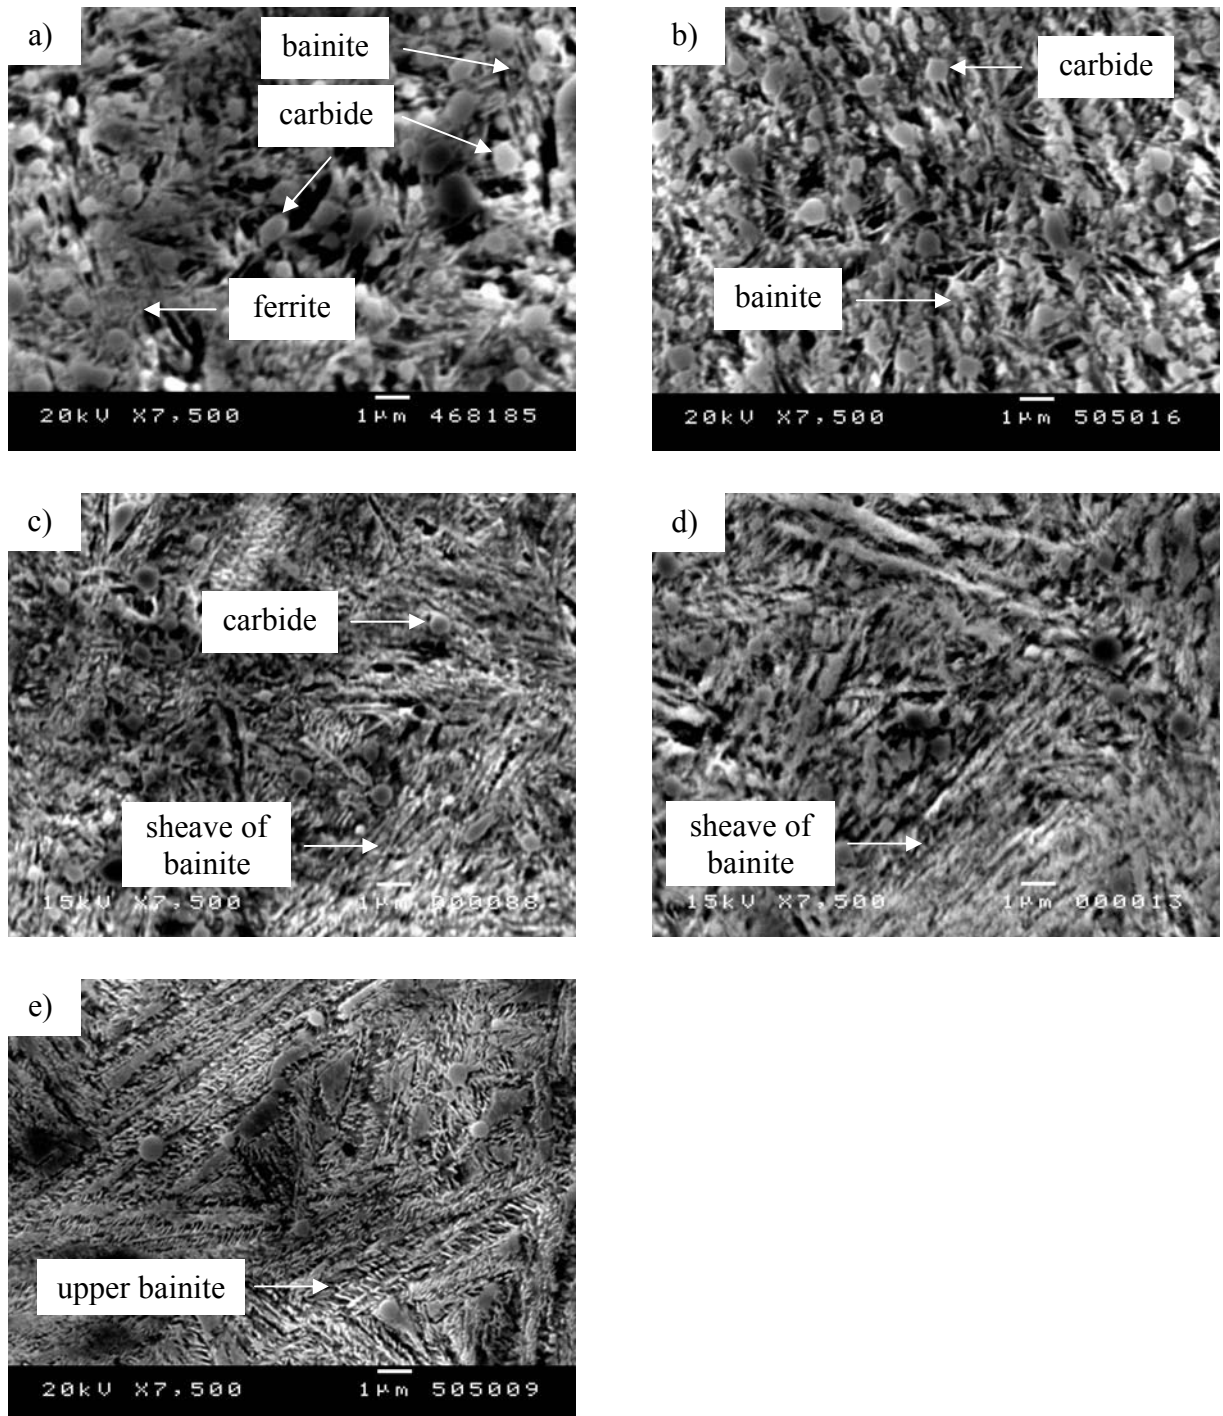 a)
bainite
carbide
ferrite
20kV X7,500 1µm 468185
b)
carbide
bainite
20kV X7,500 1µm 505016
c)
carbide
sheave of
bainite
15kV X7,500 1µm 000088
d)
sheave of
bainite
15kV X7,500 1µm 000013
e)
upper bainite
20kV X7,500 1µm 505009